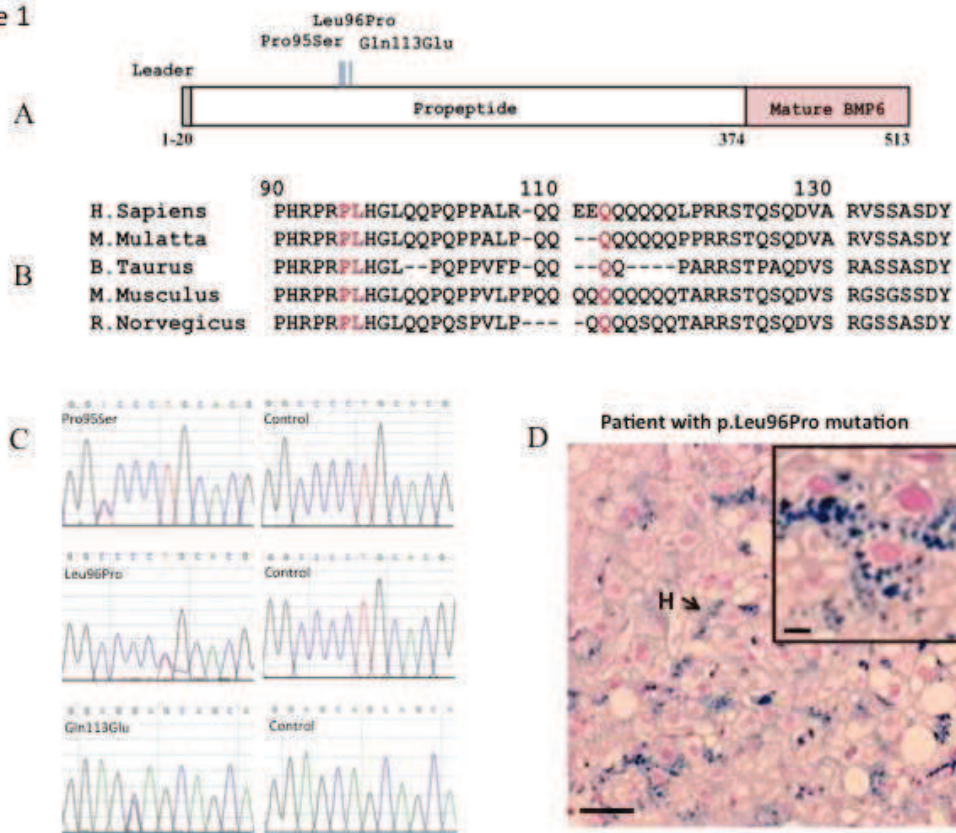 e 1
Leu96Pro
Pro95Ser Gln113Glu
Leader
A
Propeptide
Mature BMP6
1-20 374 513
90 110 130
H.Sapiens PHRPRPLHGLQQPQPPALR-QQ EEQQQQQQLPRRSTQSQDVA RVSSASDY
M.Mulatta PHRPRPLHGLQQPQPPALP-QQ --QQQQQQPPRRSTQSQDVA RVSSASDY
B
B.Taurus PHRPRPLHGL--PQPPVFP-QQ --QQ----PARRSTPAQDVS RASSASDY
M.Musculus PHRPRPLHGLQQPQPPVLPPQQ QQQQQQQQTARRSTQSQDVS RGSGSSDY
R.Norvegicus PHRPRPLHGLQQPQSPVLP---- -QQQQSQQTARRSTQSQDVS RGSSASDY
C
Pro95Ser Control
Leu96Pro Control
Gln113Glu Control
D
Patient with p.Leu96Pro mutation
H